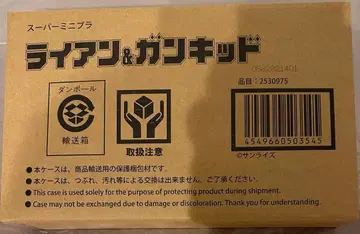 スーパーミニプラ
ライアン&ガンキッド
品目：2530975
ダンボール
輸送箱
取扱注意
4549660503545
©サンライズ
●本ケースは、商品輸送用の保護梱包材です。
●本ケースは、つぶれ、汚れ等による交換は出来ません。ご了承ください。
●This case is used solely for the purpose of protecting product during shipment.
●Case may not be exchanged due to damage or discoloration. Thank you for understanding.